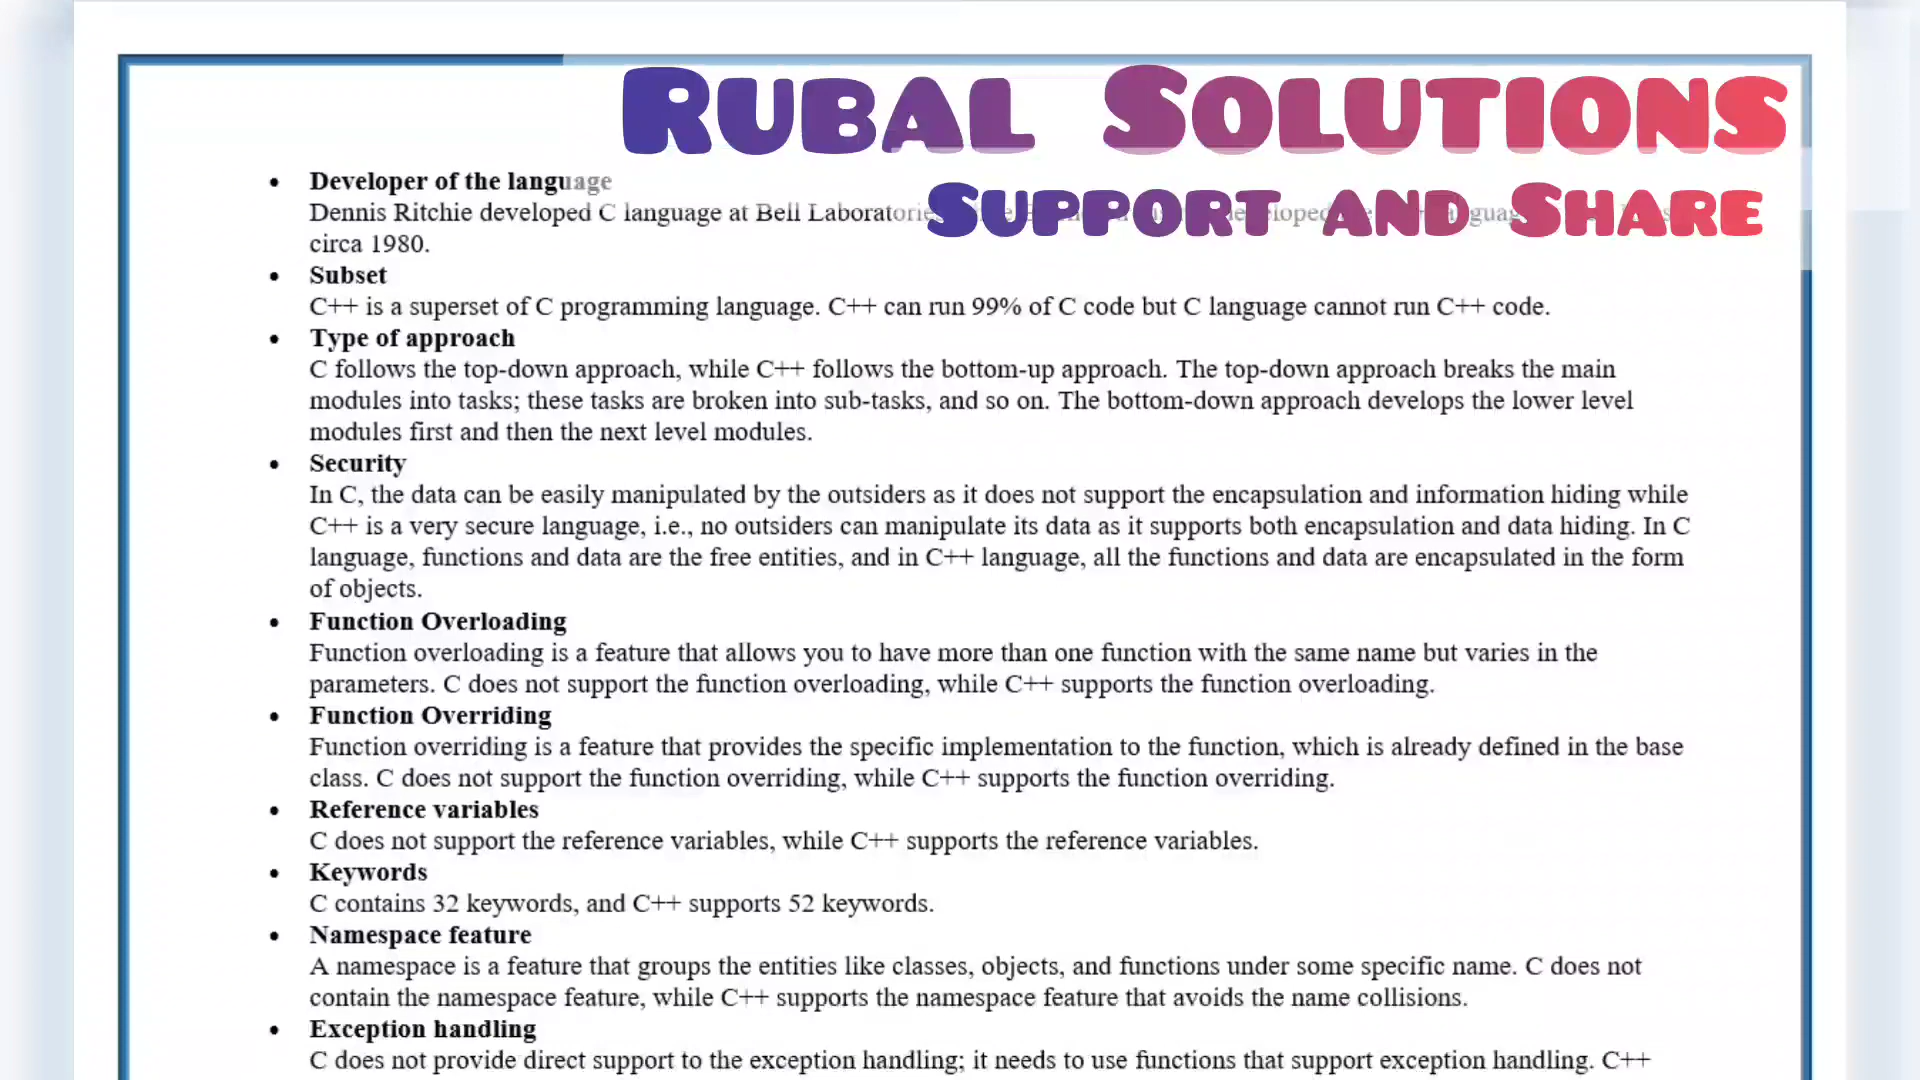 Rubal Solutions
Support and Share
• Developer of the language
Dennis Ritchie developed C language at Bell Laboratories
circa 1980.
• Subset
C++ is a superset of C programming language. C++ can run 99% of C code but C language cannot run C++ code.
• Type of approach
C follows the top-down approach, while C++ follows the bottom-up approach. The top-down approach breaks the main
modules into tasks; these tasks are broken into sub-tasks, and so on. The bottom-down approach develops the lower level
modules first and then the next level modules.
• Security
In C, the data can be easily manipulated by the outsiders as it does not support the encapsulation and information hiding while
C++ is a very secure language, i.e., no outsiders can manipulate its data as it supports both encapsulation and data hiding. In C
language, functions and data are the free entities, and in C++ language, all the functions and data are encapsulated in the form
of objects.
• Function Overloading
Function overloading is a feature that allows you to have more than one function with the same name but varies in the
parameters. C does not support the function overloading, while C++ supports the function overloading.
• Function Overriding
Function overriding is a feature that provides the specific implementation to the function, which is already defined in the base
class. C does not support the function overriding, while C++ supports the function overriding.
• Reference variables
C does not support the reference variables, while C++ supports the reference variables.
• Keywords
C contains 32 keywords, and C++ supports 52 keywords.
• Namespace feature
A namespace is a feature that groups the entities like classes, objects, and functions under some specific name. C does not
contain the namespace feature, while C++ supports the namespace feature that avoids the name collisions.
• Exception handling
C does not provide direct support to the exception handling; it needs to use functions that support exception handling. C++